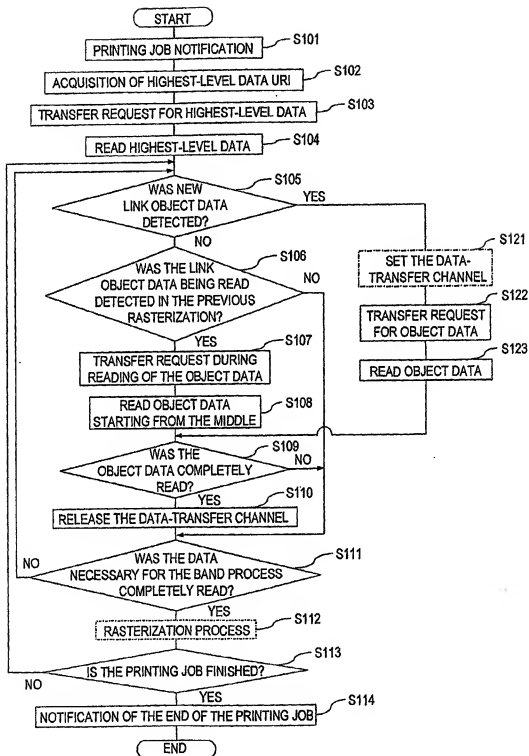 START
PRINTING JOB NOTIFICATION
S101
ACQUISITION OF HIGHEST-LEVEL DATA URI
S102
TRANSFER REQUEST FOR HIGHEST-LEVEL DATA
S103
READ HIGHEST-LEVEL DATA
S104
WAS NEW
LINK OBJECT DATA
DETECTED?
S105
YES
NO
SET THE DATA-
TRANSFER CHANNEL
S121
TRANSFER REQUEST
FOR OBJECT DATA
S122
READ OBJECT DATA
S123
WAS THE LINK
OBJECT DATA BEING READ
DETECTED IN THE PREVIOUS
RASTERIZATION?
S106
NO
YES
TRANSFER REQUEST DURING
READING OF THE OBJECT DATA
S107
READ OBJECT DATA
STARTING FROM THE MIDDLE
S108
WAS THE
OBJECT DATA COMPLETELY
READ?
S109
NO
YES
RELEASE THE DATA-TRANSFER CHANNEL
S110
WAS THE DATA
NECESSARY FOR THE BAND PROCESS
COMPLETELY READ?
S111
NO
YES
RASTERIZATION PROCESS
S112
IS THE PRINTING JOB FINISHED?
S113
NO
YES
NOTIFICATION OF THE END OF THE PRINTING JOB
S114
END